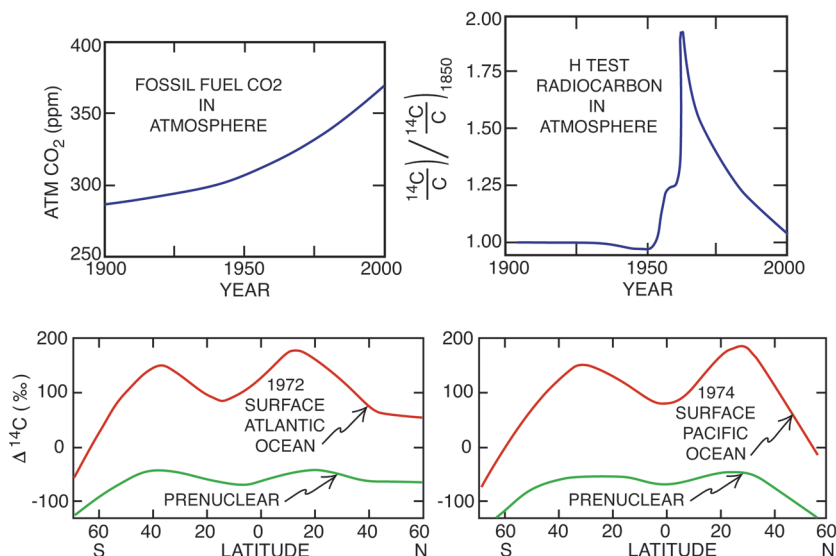 400
350
300
250
ATM CO2 (ppm)
FOSSIL FUEL CO2
IN
ATMOSPHERE
1900
1950
2000
YEAR
2.00
1.75
1.50
1.25
1.00
14C/C) / 14C/C)1850
H TEST
RADIOCARBON
IN
ATMOSPHERE
1900
1950
2000
YEAR
200
100
0
-100
Δ 14C (‰)
1972
SURFACE
ATLANTIC
OCEAN
PRENUCLEAR
60 40 20 0 20 40 60
S LATITUDE N
200
100
0
-100
1974
SURFACE
PACIFIC
OCEAN
PRENUCLEAR
60 40 20 0 20 40 60
S LATITUDE N